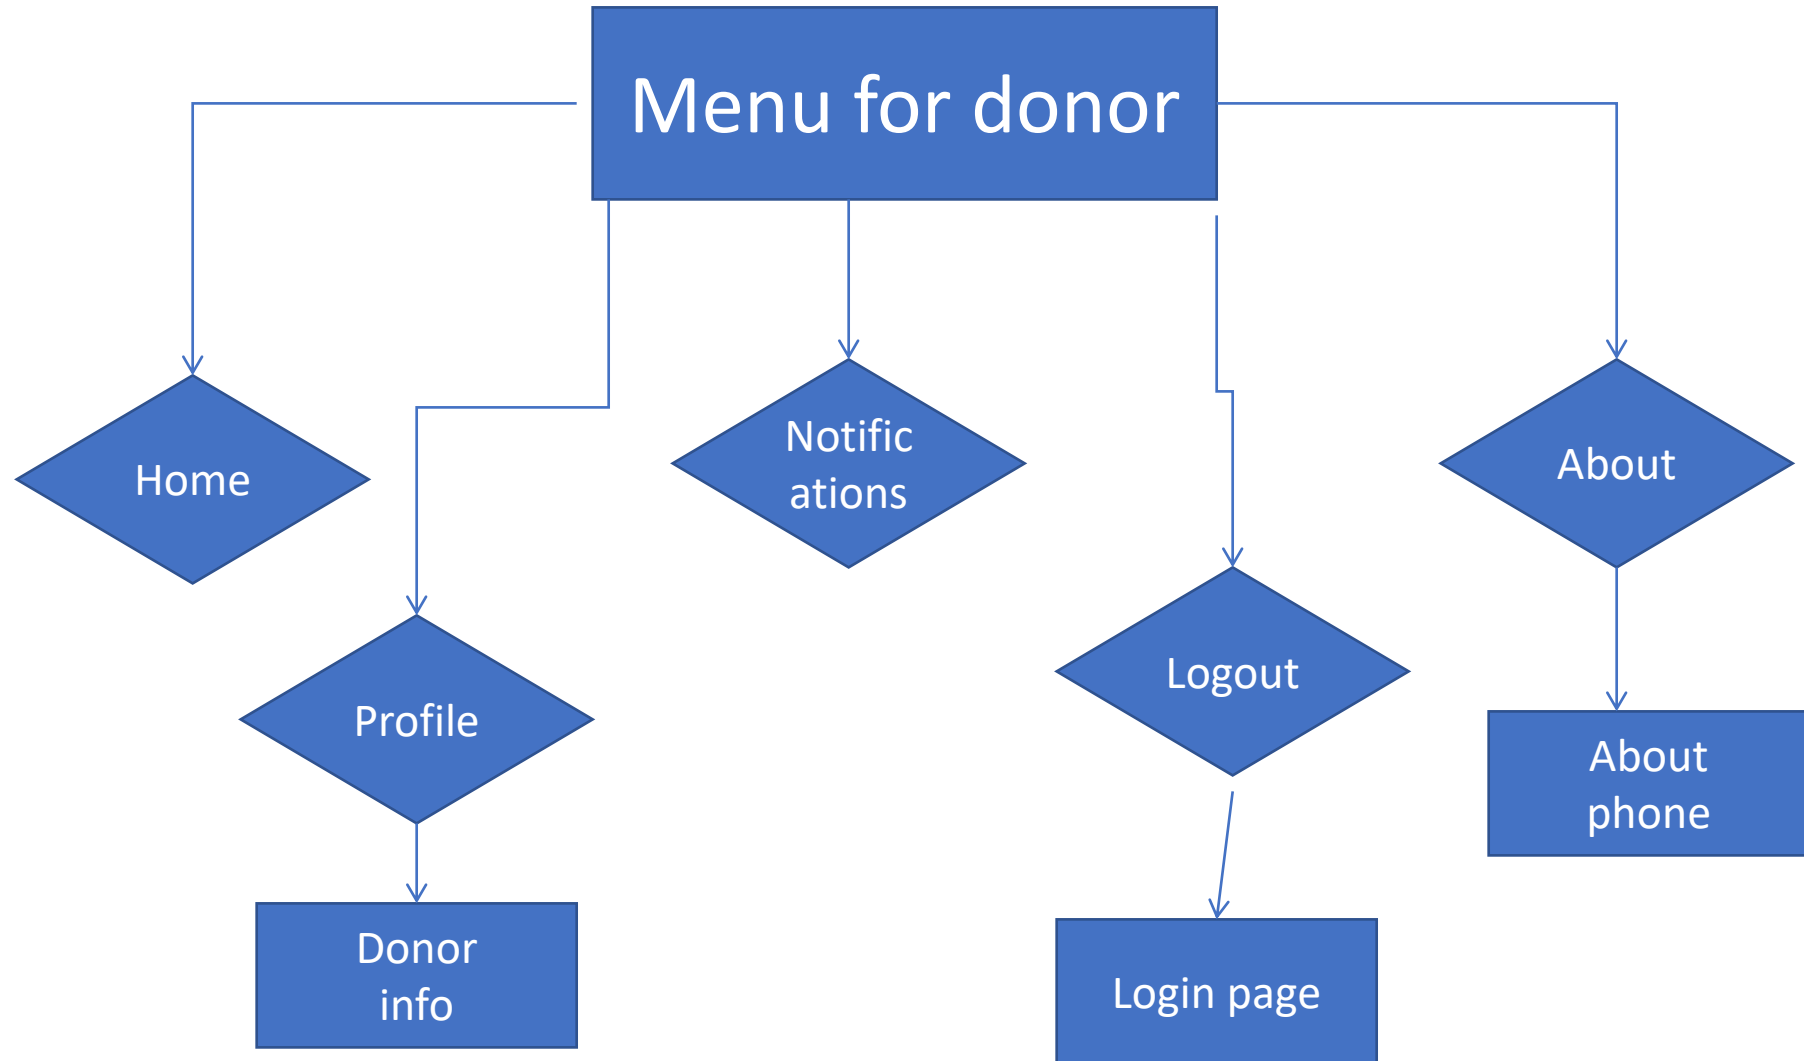 Menu for donor
Home
Notific
ations
About
Logout
Profile
About
phone
Donor
info
Login page